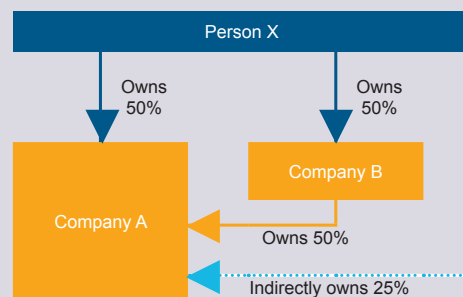 Person X
Owns
50%
Owns
50%
Company B
Company A
Owns 50%
Indirectly owns 25%